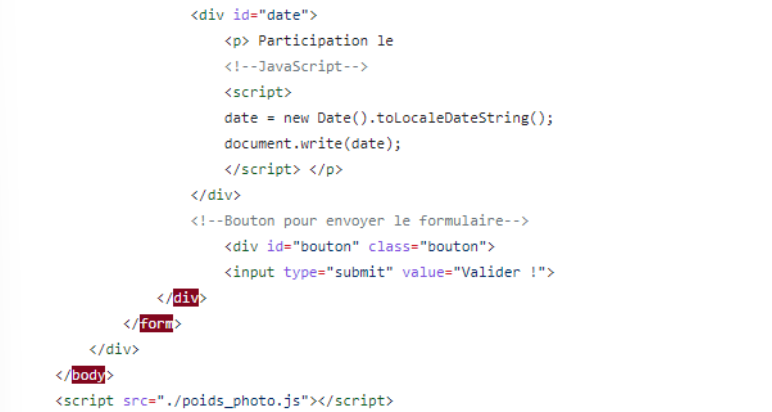 <div id="date">
<p> Participation le
<!--JavaScript-->
<script>
date = new Date().toLocaleDateString();
document.write(date);
</script> </p>
</div>
<!--Bouton pour envoyer le formulaire-->
<div id="bouton" class="bouton">
<input type="submit" value="Valider !">
</div>
</form>
</div>
</body>
<script src="./poids_photo.js"></script>